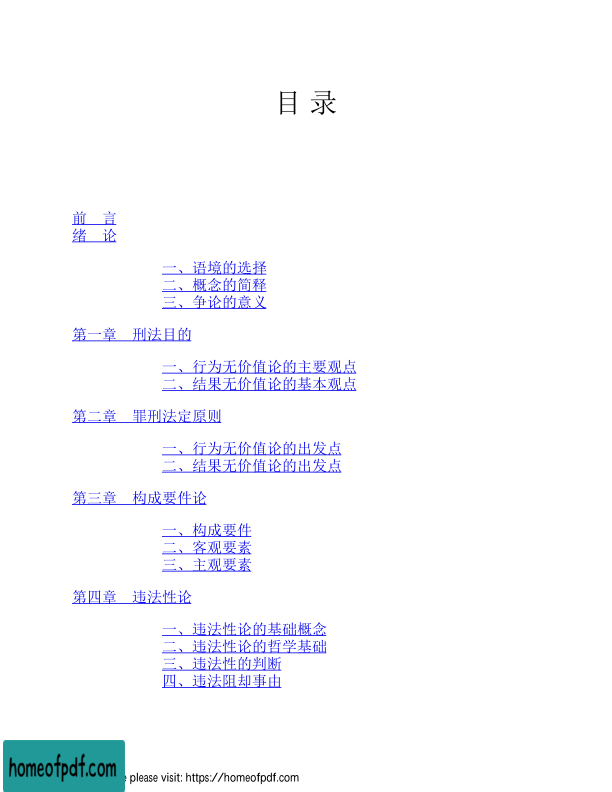 目 录
前　言
绪　论
一、语境的选择
二、概念的简释
三、争论的意义
第一章　刑法目的
一、行为无价值论的主要观点
二、结果无价值论的基本观点
第二章　罪刑法定原则
一、行为无价值论的出发点
二、结果无价值论的出发点
第三章　构成要件论
一、构成要件
二、客观要素
三、主观要素
第四章　违法性论
一、违法性论的基础概念
二、违法性论的哲学基础
三、违法性的判断
四、违法阻却事由
homeofpdf.com
please visit: https://homeofpdf.com